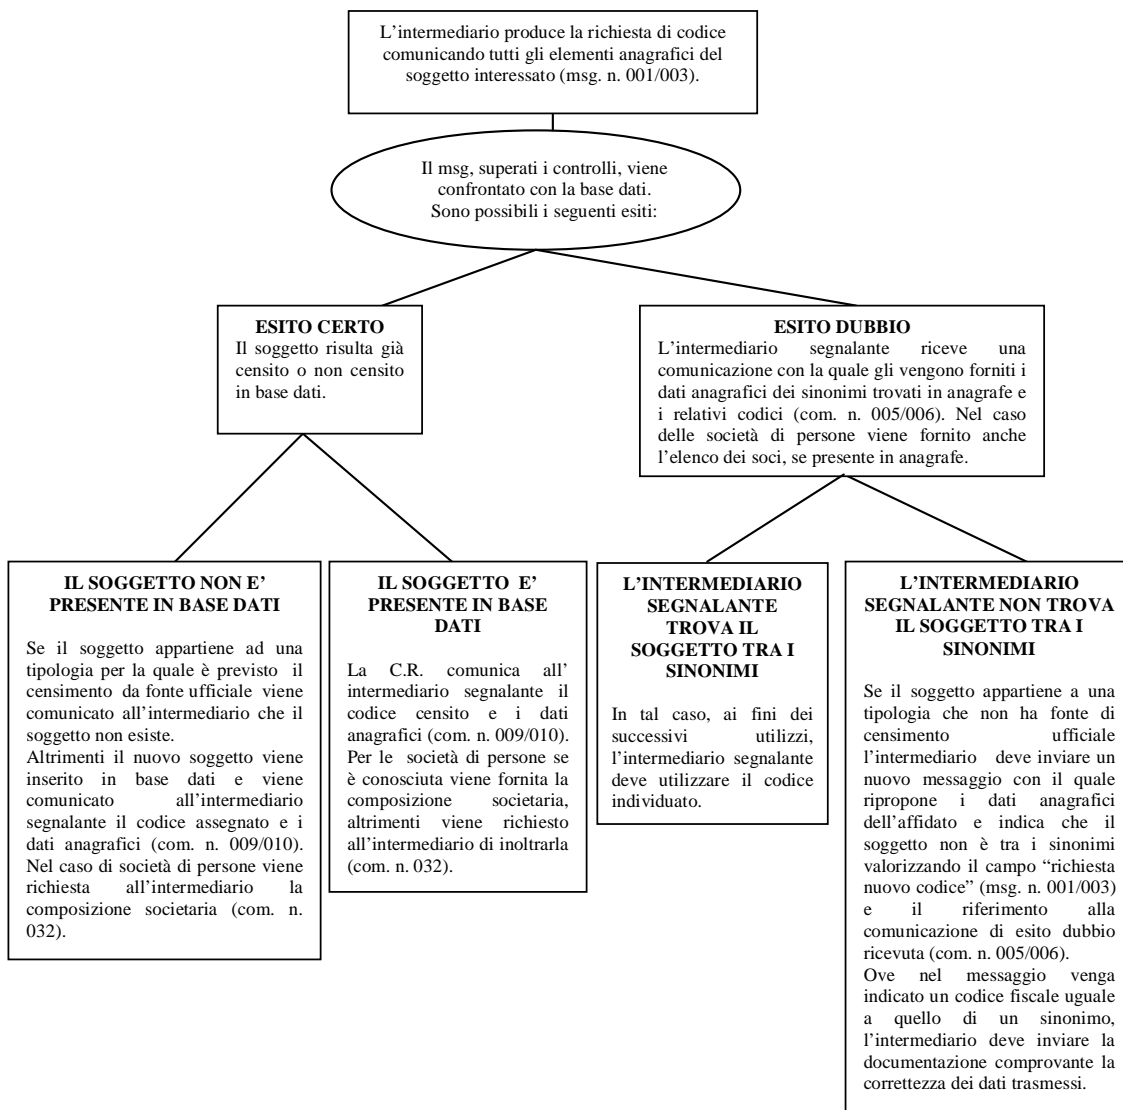 L’intermediario produce la richiesta di codice
comunicando tutti gli elementi anagrafici del
soggetto interessato (msg. n. 001/003).
Il msg, superati i controlli, viene
confrontato con la base dati.
Sono possibili i seguenti esiti:
ESITO CERTO
Il soggetto risulta già
censito o non censito
in base dati.
ESITO DUBBIO
L’intermediario segnalante riceve una
comunicazione con la quale gli vengono forniti i
dati anagrafici dei sinonimi trovati in anagrafe e
i relativi codici (com. n. 005/006). Nel caso
delle società di persone viene fornito anche
l’elenco dei soci, se presente in anagrafe.
IL SOGGETTO NON E’
PRESENTE IN BASE DATI
Se il soggetto appartiene ad una
tipologia per la quale è previsto il
censimento da fonte ufficiale viene
comunicato all’intermediario che il
soggetto non esiste.
Altrimenti il nuovo soggetto viene
inserito in base dati e viene
comunicato all’intermediario
segnalante il codice assegnato e i
dati anagrafici (com. n. 009/010).
Nel caso di società di persone viene
richiesta all’intermediario la
composizione societaria (com. n.
032).
IL SOGGETTO E’
PRESENTE IN BASE
DATI
La C.R. comunica all’
intermediario segnalante il
codice censito e i dati
anagrafici (com. n. 009/010).
Per le società di persone se
è conosciuta viene fornita la
composizione societaria,
altrimenti viene richiesto
all’intermediario di inoltrarla
(com. n. 032).
L’INTERMEDIARIO
SEGNALANTE
TROVA IL
SOGGETTO TRA I
SINONIMI
In tal caso, ai fini dei
successivi utilizzi,
l’intermediario segnalante
deve utilizzare il codice
individuato.
L’INTERMEDIARIO
SEGNALANTE NON TROVA
IL SOGGETTO TRA I
SINONIMI
Se il soggetto appartiene a una
tipologia che non ha fonte di
censimento ufficiale
l’intermediario deve inviare un
nuovo messaggio con il quale
ripropone i dati anagrafici
dell’affidato e indica che il
soggetto non è tra i sinonimi
valorizzando il campo “richiesta
nuovo codice” (msg. n. 001/003)
e il riferimento alla
comunicazione di esito dubbio
ricevuta (com. n. 005/006).
Ove nel messaggio venga
indicato un codice fiscale uguale
a quello di un sinonimo,
l’intermediario deve inviare la
documentazione comprovante la
correttezza dei dati trasmessi.